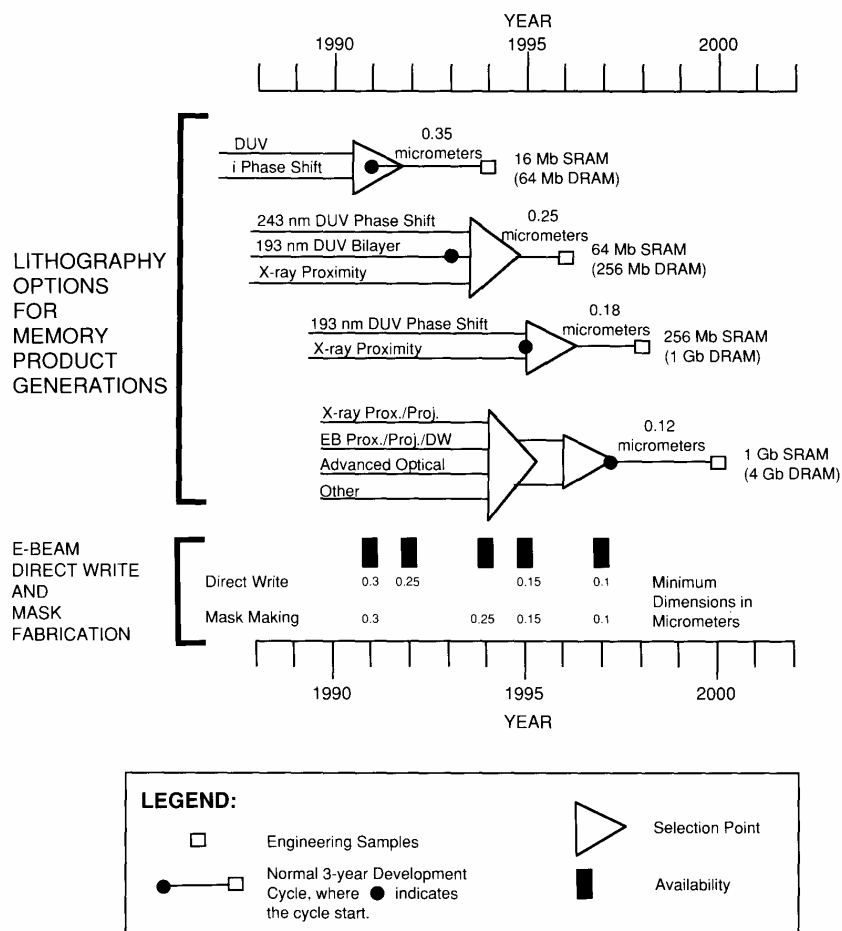 YEAR
1990 1995 2000
LITHOGRAPHY
OPTIONS
FOR
MEMORY
PRODUCT
GENERATIONS
DUV
i Phase Shift
0.35
micrometers
16 Mb SRAM
(64 Mb DRAM)
243 nm DUV Phase Shift
193 nm DUV Bilayer
X-ray Proximity
0.25
micrometers
64 Mb SRAM
(256 Mb DRAM)
193 nm DUV Phase Shift
X-ray Proximity
0.18
micrometers
256 Mb SRAM
(1 Gb DRAM)
X-ray Prox./Proj.
EB Prox./Proj./DW
Advanced Optical
Other
0.12
micrometers
1 Gb SRAM
(4 Gb DRAM)
E-BEAM
DIRECT WRITE
AND
MASK
FABRICATION
Direct Write 0.3 0.25 0.15 0.1
Mask Making 0.3 0.25 0.15 0.1
Minimum
Dimensions in
Micrometers
1990 1995 2000
YEAR
LEGEND:
Engineering Samples
Normal 3-year Development
Cycle, where indicates
the cycle start.
Selection Point
Availability